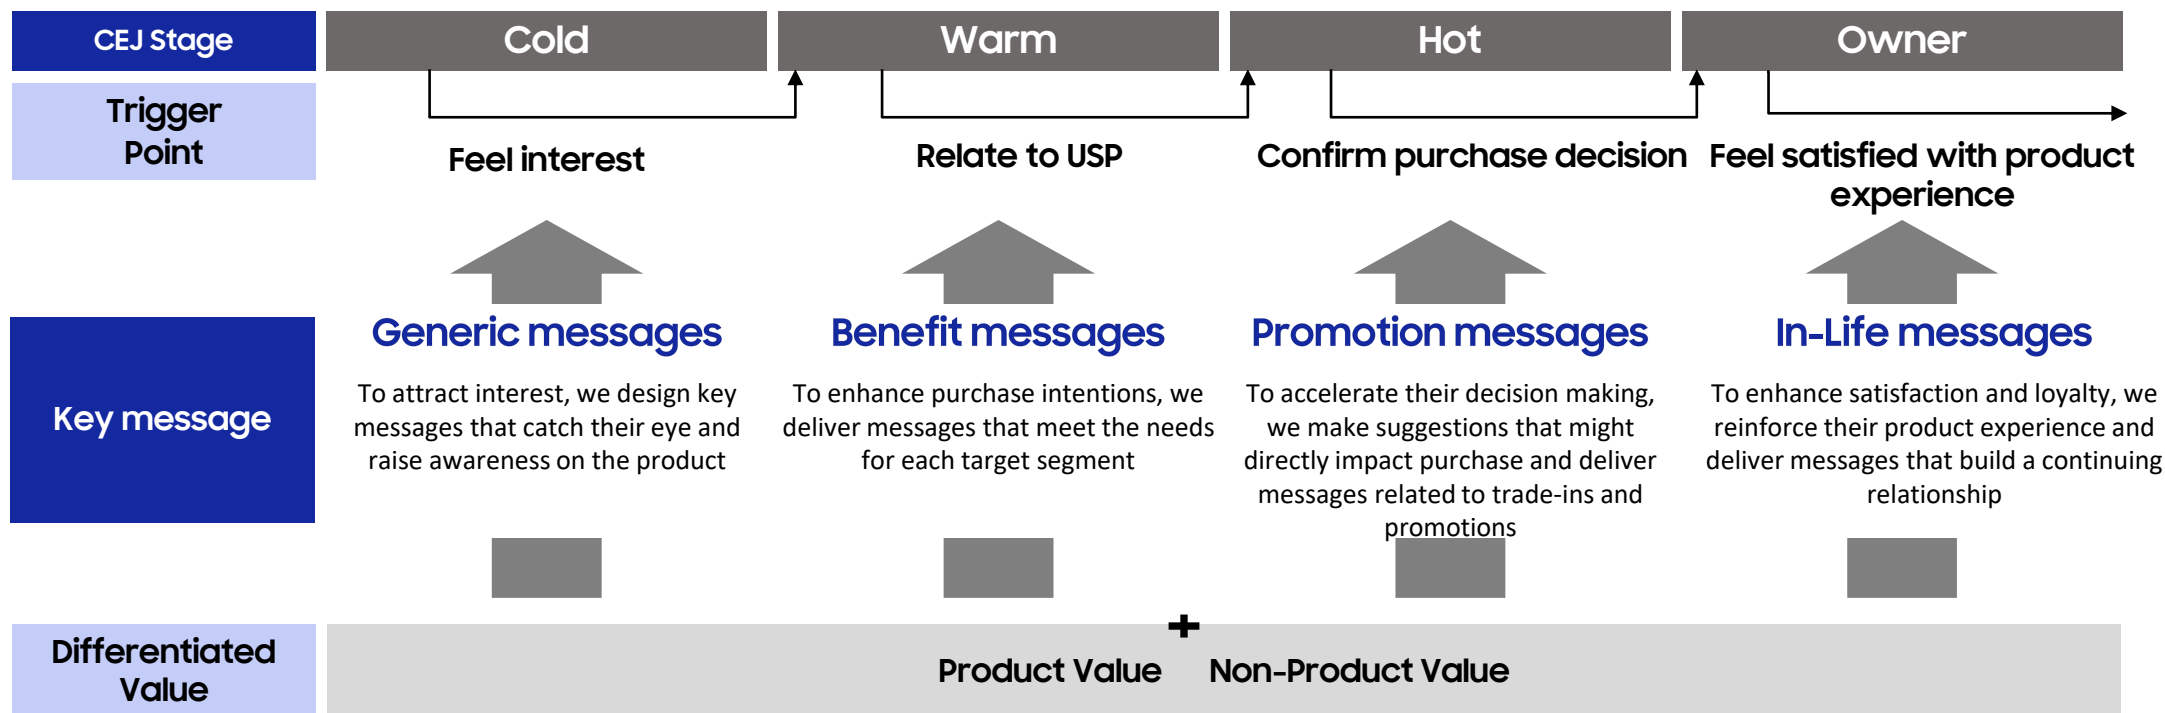 CEJ Stage
Cold
Warm
Hot
Owner
Trigger
Point
Feel interest
Relate to USP
Confirm purchase decision
Feel satisfied with product
experience
Key message
Generic messages
To attract interest, we design key
messages that catch their eye and
raise awareness on the product
Benefit messages
To enhance purchase intentions, we
deliver messages that meet the needs
for each target segment
Promotion messages
To accelerate their decision making,
we make suggestions that might
directly impact purchase and deliver
messages related to trade-ins and
promotions
In-Life messages
To enhance satisfaction and loyalty, we
reinforce their product experience and
deliver messages that build a continuing
relationship
Differentiated
Value
Product Value + Non-Product Value